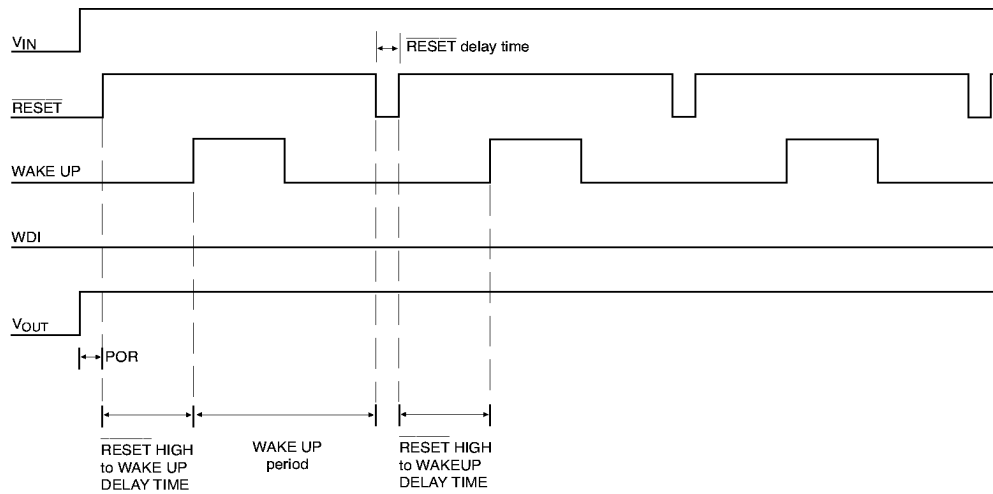 VIN
RESET delay time
RESET
WAKE UP
WDI
VOUT
POR
RESET HIGH
to WAKE UP
DELAY TIME
WAKE UP
period
RESET HIGH
to WAKEUP
DELAY TIME